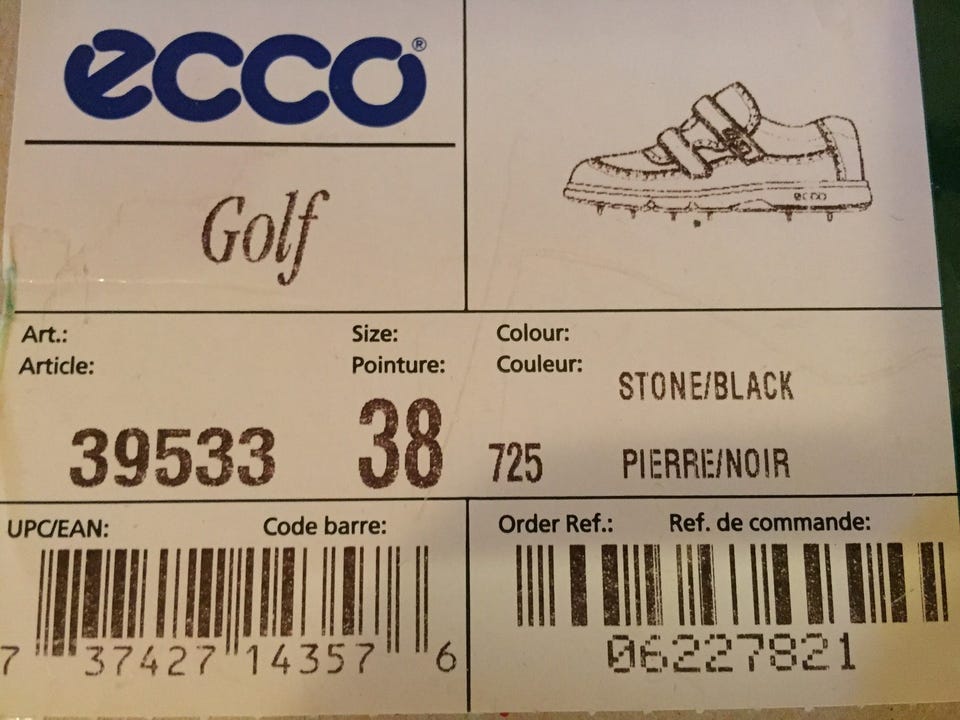 ecco®
Golf
ecco
Art.: Size: Colour:
Article: Pointure: Couleur:
STONE/BLACK
39533 38 725 PIERRE/NOIR
UPC/EAN: Code barre: Order Ref.: Ref. de commande:
7 37427 14357 6
06227821